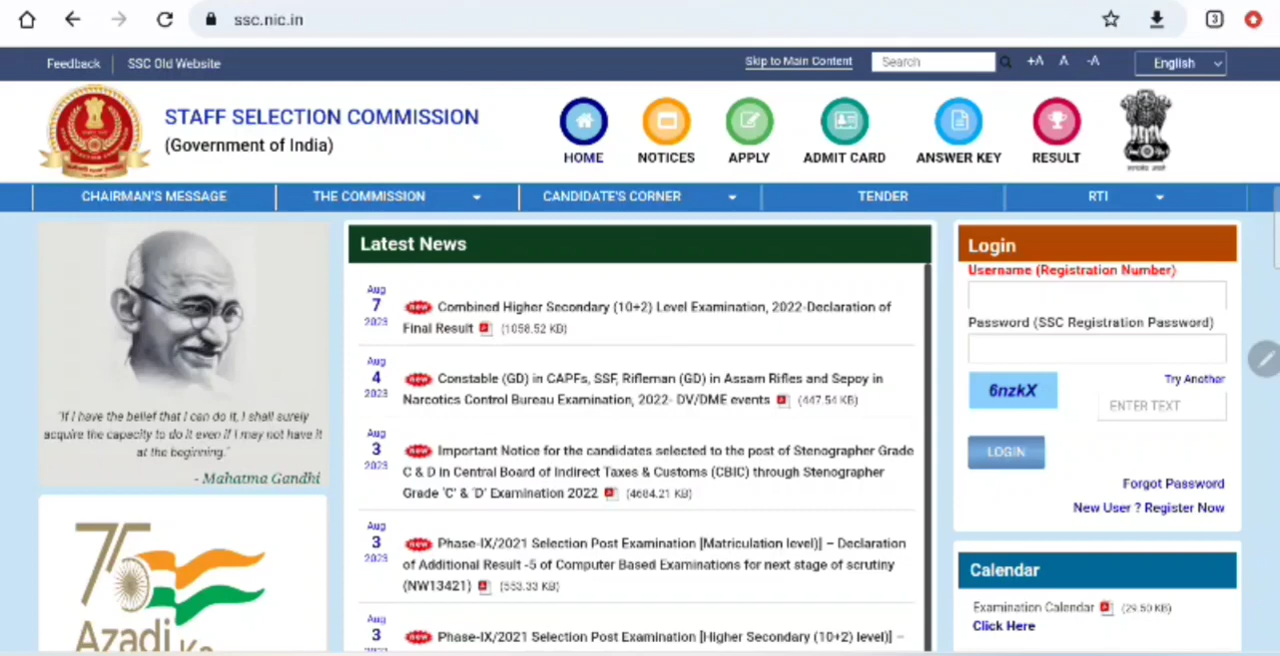 ssc.nic.in
3
Feedback
SSC Old Website
Skip to Main Content
Search
+A A -A
English
STAFF SELECTION COMMISSION
(Government of India)
HOME
NOTICES
APPLY
ADMIT CARD
ANSWER KEY
RESULT
CHAIRMAN'S MESSAGE
THE COMMISSION
CANDIDATE'S CORNER
TENDER
RTI
"If I have the belief that I can do it, I shall surely
acquire the capacity to do it even if I may not have it
at the beginning."
- Mahatma Gandhi
75
Azadi Ka
Latest News
Aug
7
2023
new Combined Higher Secondary (10+2) Level Examination, 2022-Declaration of
Final Result (1058.52 KB)
Aug
4
2023
new Constable (GD) in CAPFs, SSF, Rifleman (GD) in Assam Rifles and Sepoy in
Narcotics Control Bureau Examination, 2022- DV/DME events (447.54 KB)
Aug
3
2023
new Important Notice for the candidates selected to the post of Stenographer Grade
C & D in Central Board of Indirect Taxes & Customs (CBIC) through Stenographer
Grade 'C' & 'D' Examination 2022 (4684.21 KB)
Aug
3
2023
new Phase-IX/2021 Selection Post Examination [Matriculation level)] – Declaration
of Additional Result -5 of Computer Based Examinations for next stage of scrutiny
(NW13421) (553.33 KB)
Aug
3
new Phase-IX/2021 Selection Post Examination [Higher Secondary (10+2) level)] –
Login
Username (Registration Number)
Password (SSC Registration Password)
6nzkX
Try Another
ENTER TEXT
LOGIN
Forgot Password
New User ? Register Now
Calendar
Examination Calendar (29.50 KB)
Click Here